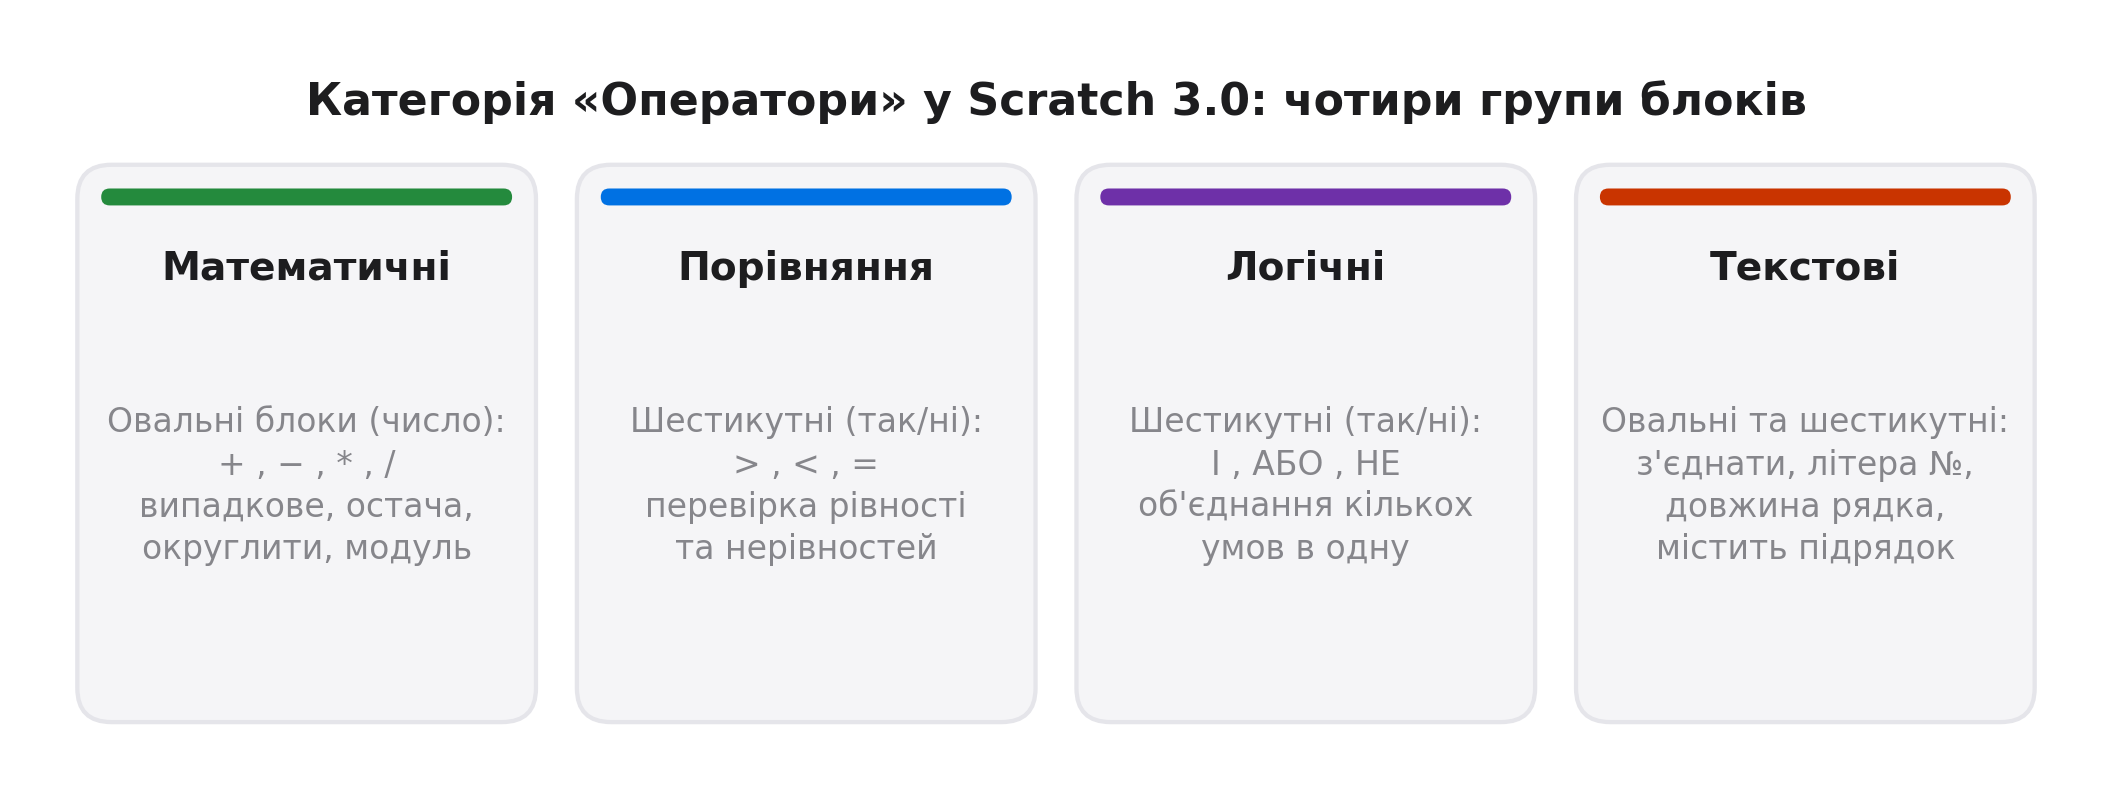 Категорія «Оператори» у Scratch 3.0: чотири групи блоків
Математичні
Овальні блоки (число):
+ , − , * , /
випадкове, остача,
округлити, модуль
Порівняння
Шестикутні (так/ні):
> , < , =
перевірка рівності
та нерівностей
Логічні
Шестикутні (так/ні):
І , АБО , НЕ
об'єднання кількох
умов в одну
Текстові
Овальні та шестикутні:
з'єднати, літера №,
довжина рядка,
містить підрядок